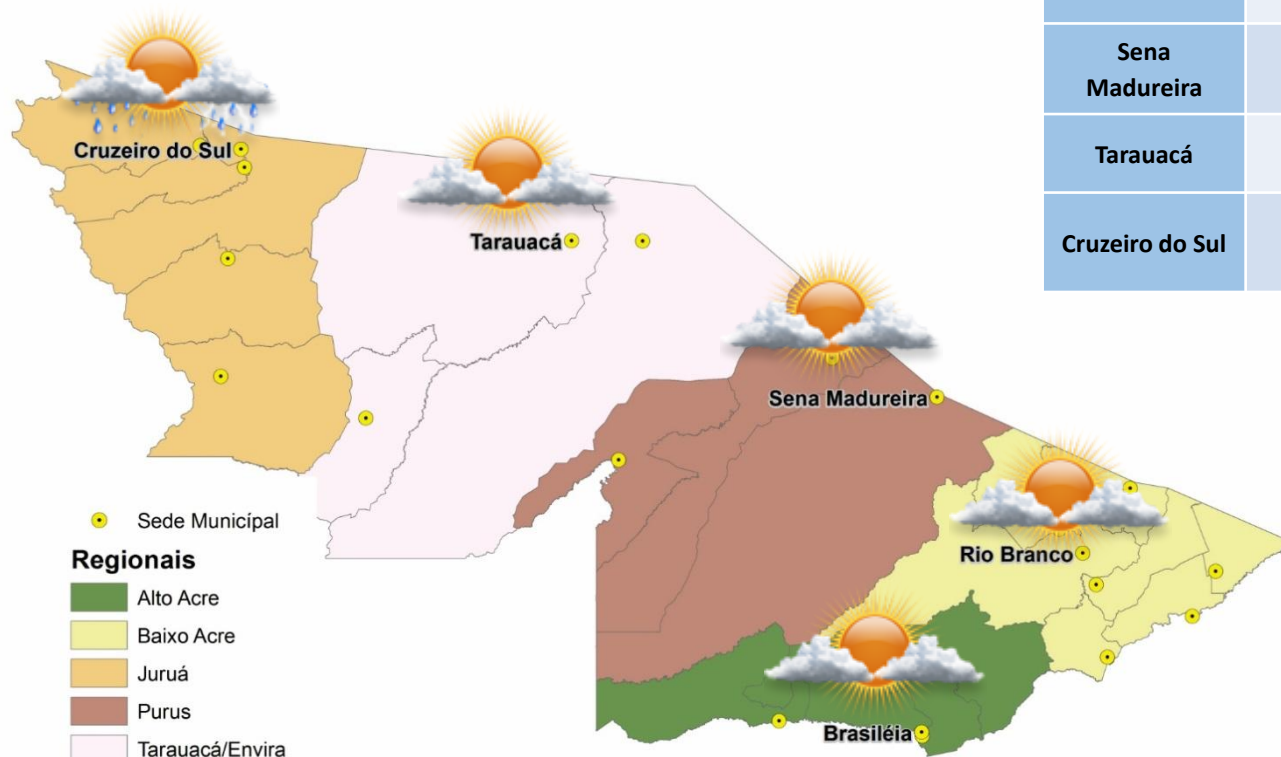 Sena
Madureira
Tarauacá
Cruzeiro do Sul
Cruzeiro do Sul
Tarauacá
Sena Madureira
Rio Branco
Brasiléia
Sede Municípal
Regionais
Alto Acre
Baixo Acre
Juruá
Purus
Tarauacá/Envira